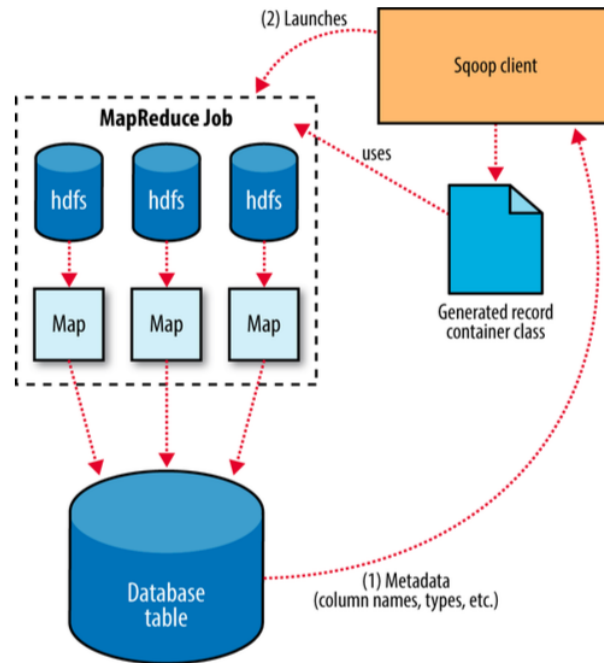 (2) Launches
Sqoop client
MapReduce Job
hdfs
hdfs
hdfs
uses
Map
Map
Map
Generated record
container class
Database
table
(1) Metadata
(column names, types, etc.)